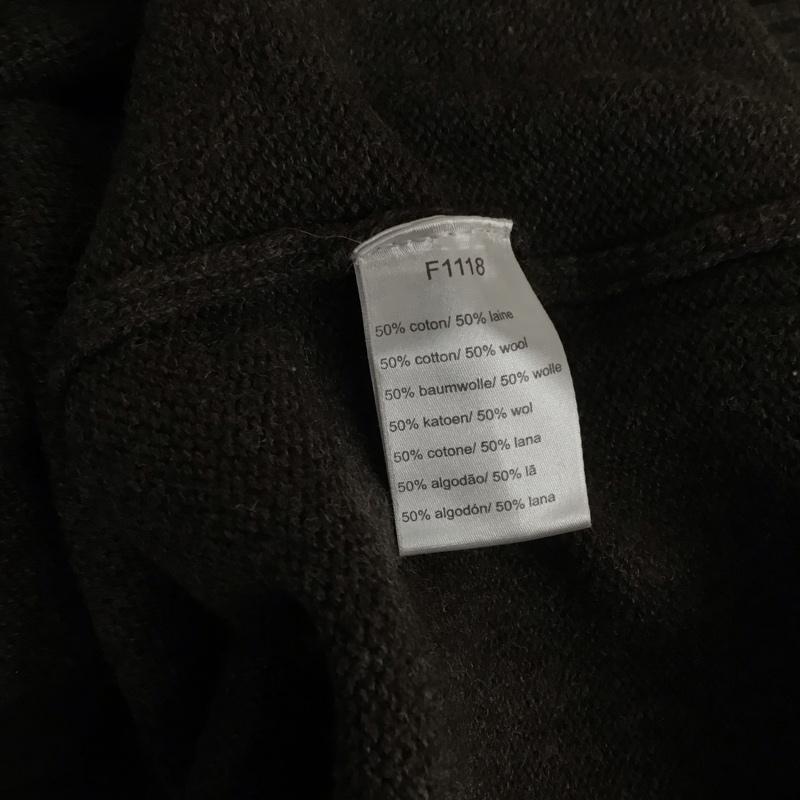 F1118
50% coton/ 50% laine
50% cotton/ 50% wool
50% baumwolle/ 50% wolle
50% katoen/ 50% wol
50% cotone/ 50% lana
50% algodão/ 50% lã
50% algodón/ 50% lana